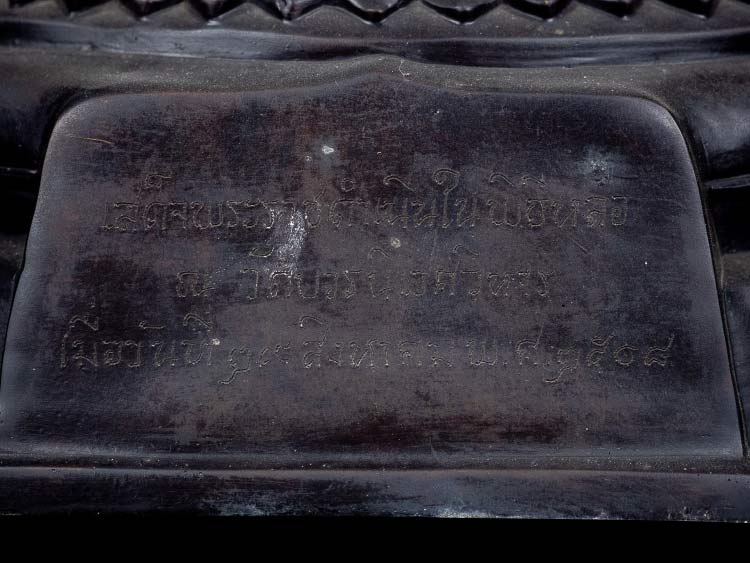 เสด็จพระราชดำเนินในพิธีหล่อ
ณ วัดบวรนิเวศวิหาร
เมื่อวันที่ ๒๙ สิงหาคม พ.ศ.๒๕๐๘